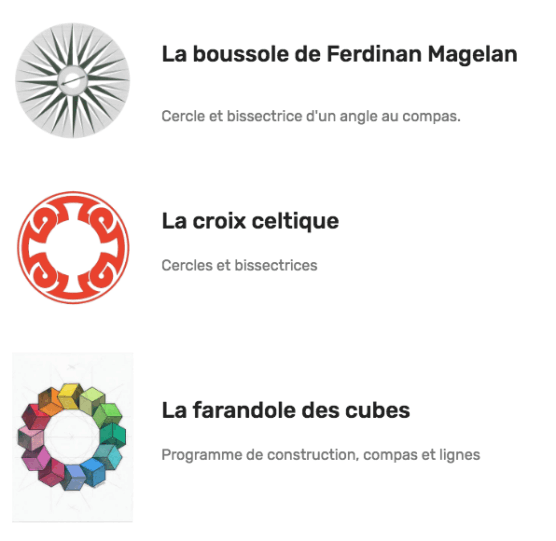 La boussole de Ferdinan Magelan
Cercle et bissectrice d'un angle au compas.
La croix celtique
Cercles et bissectrices
La farandole des cubes
Programme de construction, compas et lignes